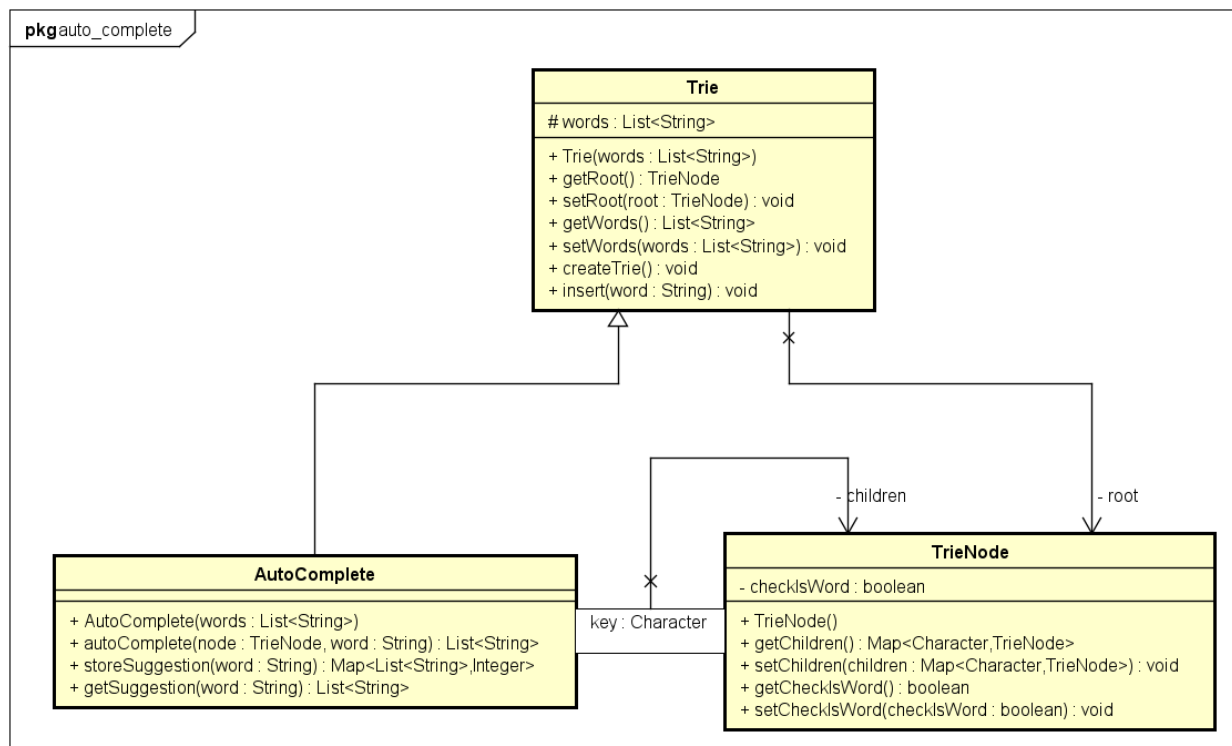 pkg auto_complete
Trie
# words : List<String>
+ Trie(words : List<String>)
+ getRoot() : TrieNode
+ setRoot(root : TrieNode) : void
+ getWords() : List<String>
+ setWords(words : List<String>) : void
+ createTrie() : void
+ insert(word : String) : void
- children
- root
AutoComplete
+ AutoComplete(words : List<String>)
+ autoComplete(node : TrieNode, word : String) : List<String>
+ storeSuggestion(word : String) : Map<List<String>,Integer>
+ getSuggestion(word : String) : List<String>
key : Character
TrieNode
- checkIsWord : boolean
+ TrieNode()
+ getChildren() : Map<Character,TrieNode>
+ setChildren(children : Map<Character,TrieNode>) : void
+ getCheckIsWord() : boolean
+ setCheckIsWord(checkIsWord : boolean) : void